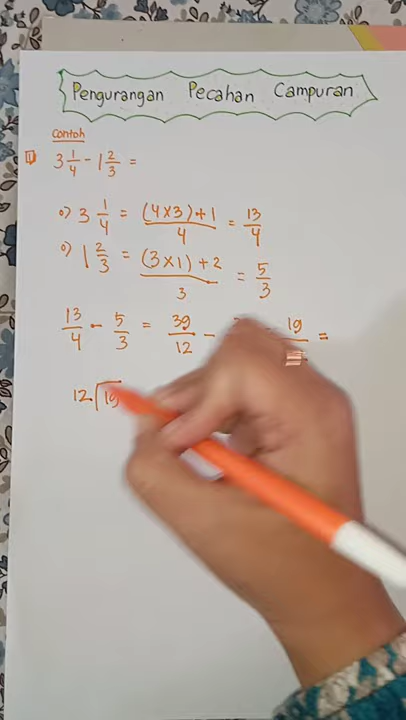 Pengurangan Pecahan Campuran
Contoh
1 3 1/4 - 1 2/3 =
o) 3 1/4 = (4x3)+1/4 = 13/4
o) 1 2/3 = (3x1)+2/3 = 5/3
13/4 - 5/3 = 39/12 - 19 =
12 19